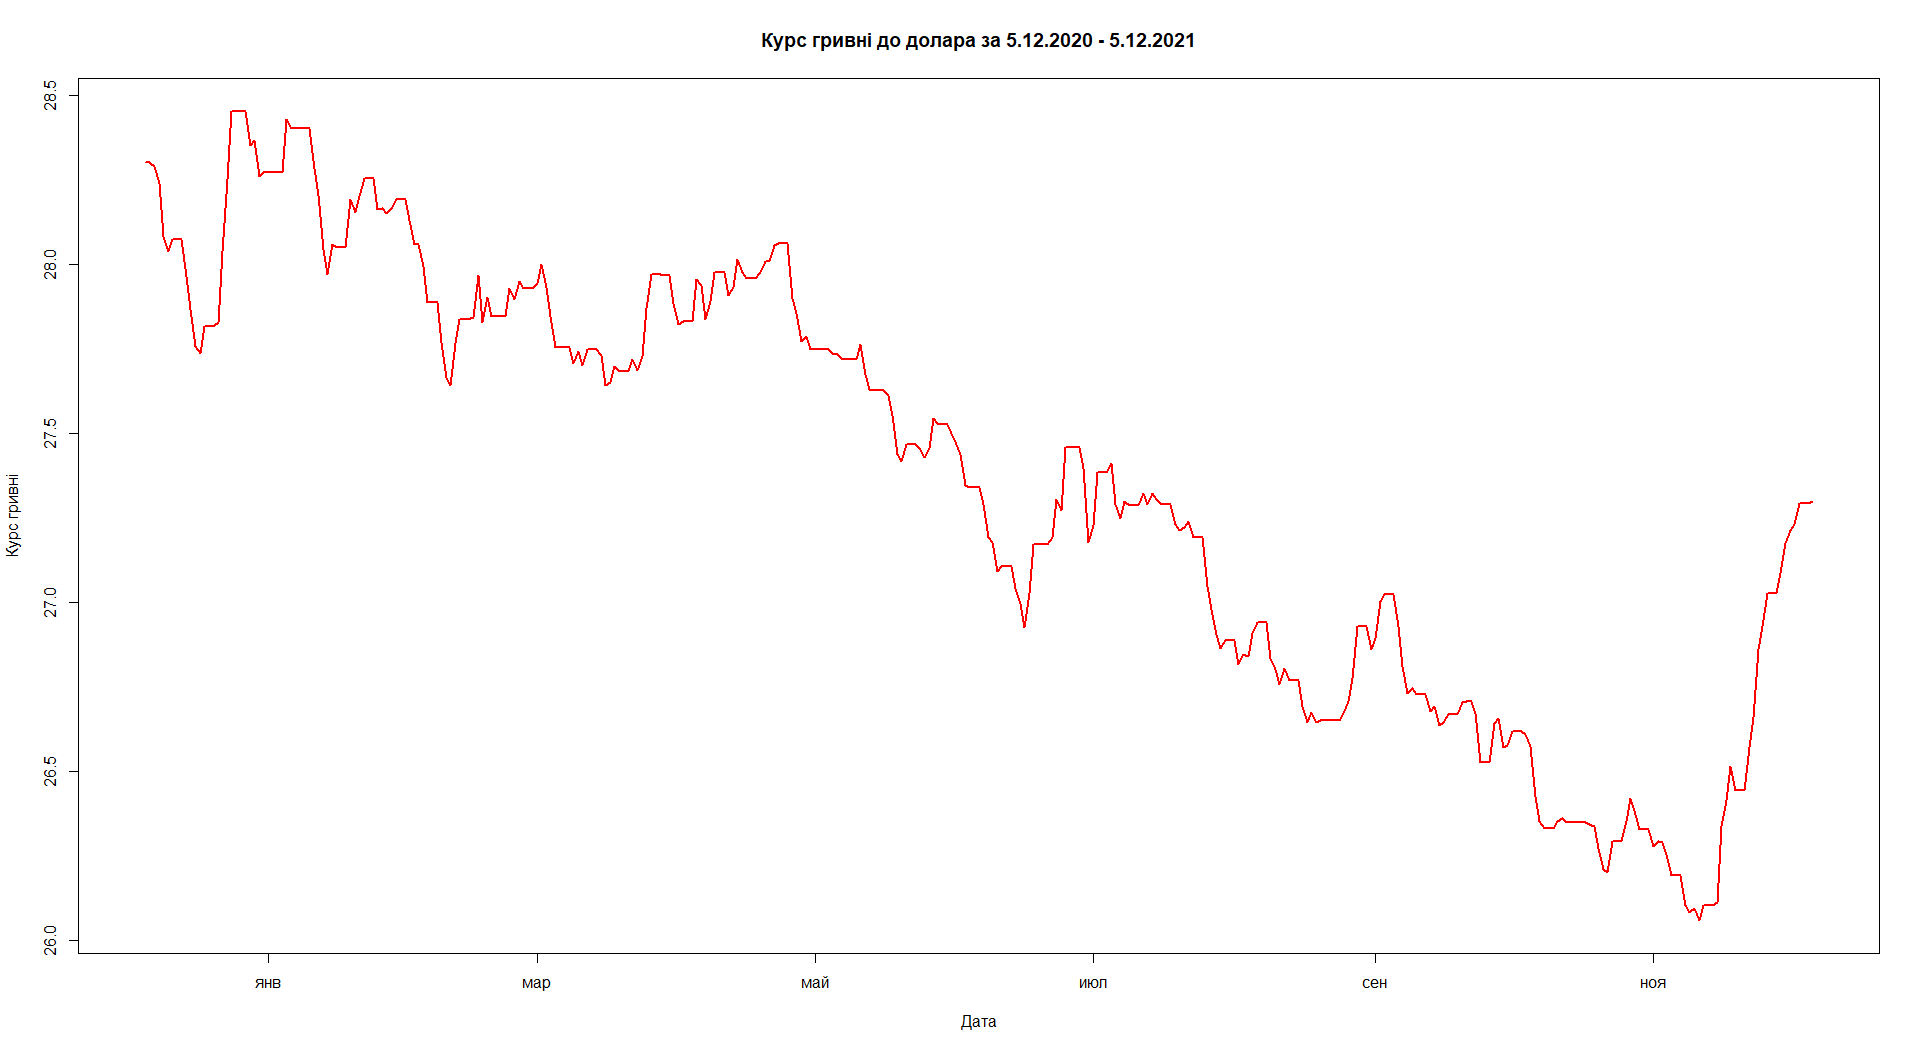 Курс гривні до долара за 5.12.2020 - 5.12.2021
28.5
28.0
27.5
27.0
26.5
26.0
Курс гривні
янв
мар
май
июл
сен
ноя
Дата